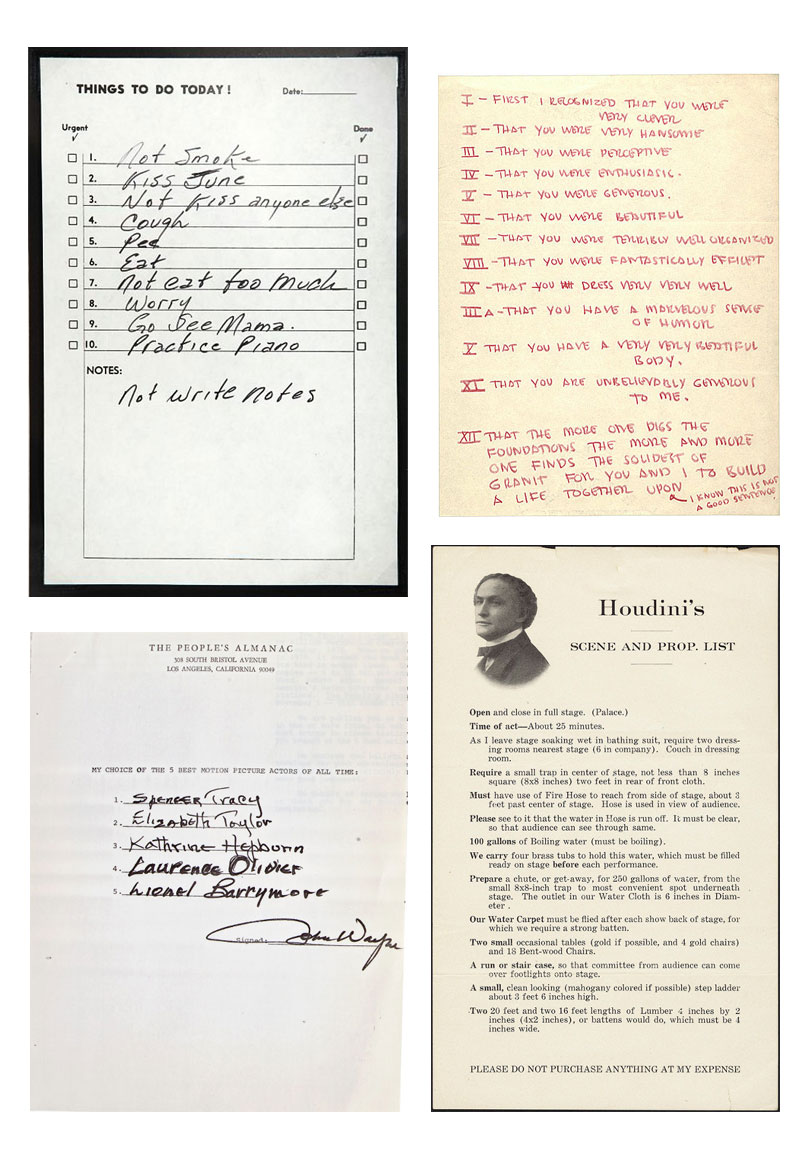 THINGS TO DO TODAY!
Date:
Urgent
Done
1. Not Smoke
2. Kiss June
3. Not Kiss anyone else
4. Cough
5. Pee
6. Eat
7. Not eat too much
8. Worry
9. Go See Mama.
10. Practice Piano
NOTES:
Not write notes
I - FIRST I RECOGNIZED THAT YOU WERE
VERY CLEVER
II - THAT YOU WERE VERY HANSOME
III - THAT YOU WERE PERCEPTIVE
IV - THAT YOU WERE ENTHUSIASIC.
V - THAT YOU WERE GENEROUS.
VI - THAT YOU WERE BEAUTIFUL
VII - THAT YOU WERE TERRIBLY WELL ORGANIZED
VIII - THAT YOU WERE FANTASTICALLY EFFIIET
IX - THAT YOU DRESS VERY VERY WELL
IIIA - THAT YOU HAVE A MARVELOUS SENSE
OF HUMOR
X THAT YOU HAVE A VERY VERY BEATIFUL
BODY.
XI THAT YOU ARE UNBELIEVABLY GENEROUS
TO ME.
XII THAT THE MORE ONE DIGS THE
FOUNDATIONS THE MORE AND MORE
ONE FINDS THE SOLIDEST OF
GRANIT FOR YOU AND I TO BUILD
A LIFE TOGETHER UPON
I KNOW THIS IS NOT
A GOOD SENTENCE
THE PEOPLE'S ALMANAC
308 SOUTH BRISTOL AVENUE
LOS ANGELES, CALIFORNIA 90049
MY CHOICE OF THE 5 BEST MOTION PICTURE ACTORS OF ALL TIME:
1. Spencer Tracy
2. Elizabeth Taylor
3. Kathrine Hepburn
4. Laurence Olivier
5. Lionel Barrymore
Signed: John Wayne
Houdini's
SCENE AND PROP. LIST
Open and close in full stage. (Palace.)
Time of act—About 25 minutes.
As I leave stage soaking wet in bathing suit, require two dress-
ing rooms nearest stage (6 in company). Couch in dressing
room.
Require a small trap in center of stage, not less than 8 inches
square (8x8 inches) two feet in rear of front cloth.
Must have use of Fire Hose to reach from side of stage, about 3
feet past center of stage. Hose is used in view of audience.
Please see to it that the water in Hose is run off. It must be clear,
so that audience can see through same.
100 gallons of Boiling water (must be boiling).
We carry four brass tubs to hold this water, which must be filled
ready on stage before each performance.
Prepare a chute, or get-away, for 250 gallons of water, from the
small 8x8-inch trap to most convenient spot underneath
stage. The outlet in our Water Cloth is 6 inches in Diam-
eter.
Our Water Carpet must be flied after each show back of stage, for
which we require a strong batten.
Two small occasional tables (gold if possible, and 4 gold chairs)
and 18 Bent-wood Chairs.
A run or stair case, so that committee from audience can come
over footlights onto stage.
A small, clean looking (mahogany colored if possible) step ladder
about 3 feet 6 inches high.
Two 20 feet and two 16 feet lengths of Lumber 4 inches by 2
inches (4x2 inches), or battens would do, which must be 4
inches wide.
PLEASE DO NOT PURCHASE ANYTHING AT MY EXPENSE